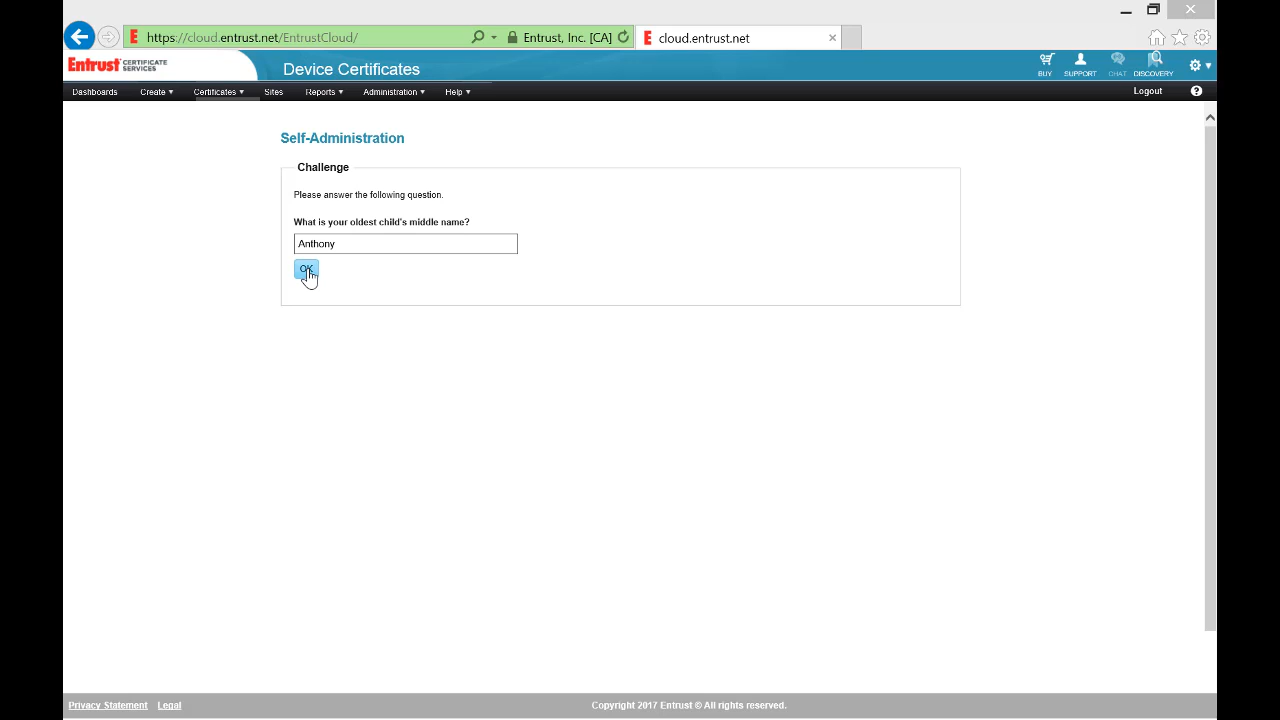 https://cloud.entrust.net/EntrustCloud/
Entrust, Inc. [CA]
cloud.entrust.net
Entrust CERTIFICATE SERVICES
Device Certificates
BUY SUPPORT CHAT DISCOVERY
Dashboards Create Certificates Sites Reports Administration Help Logout
Self-Administration
Challenge
Please answer the following question.
What is your oldest child's middle name?
Anthony
OK
Privacy Statement Legal Copyright 2017 Entrust © All rights reserved.